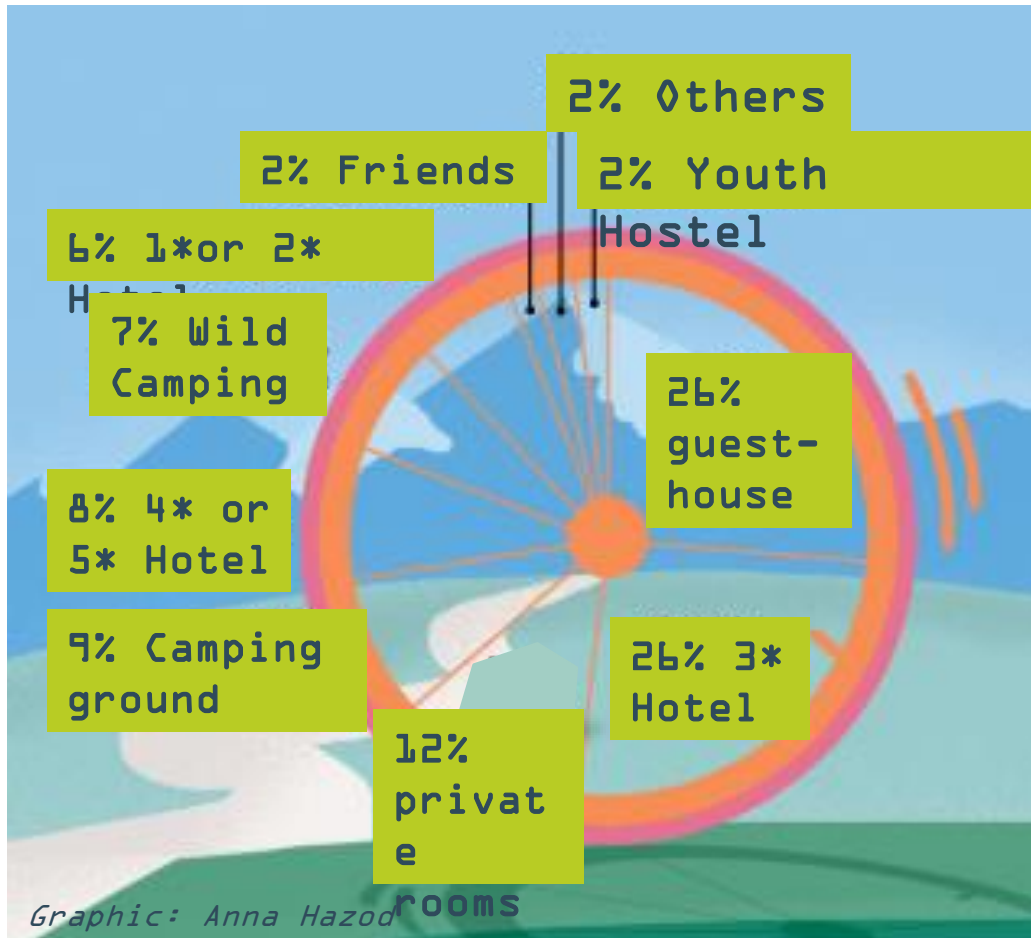 2% Others
2% Friends
2% Youth
Hostel
6% 1*or 2*
Hotel
7% Wild
Camping
26%
guest-
house
8% 4* or
5* Hotel
9% Camping
ground
26% 3*
Hotel
12%
privat
e
rooms
Graphic: Anna Hazod